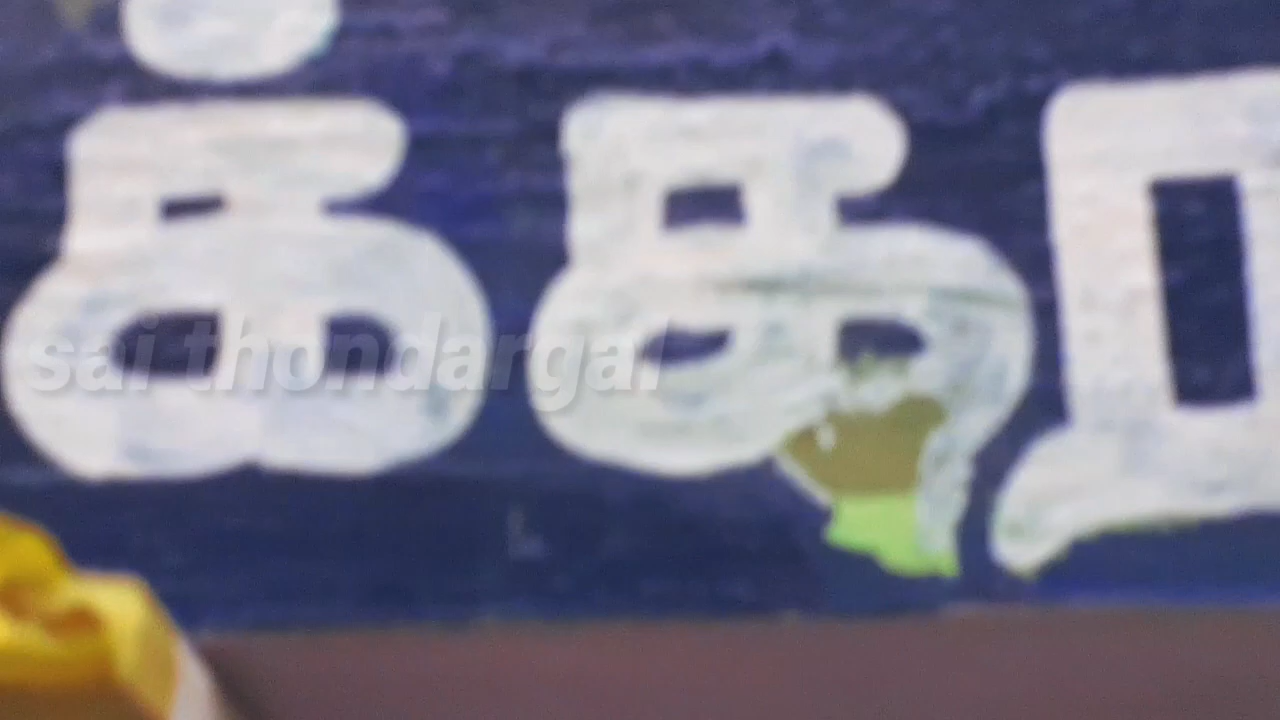 க்த
sai thondargal